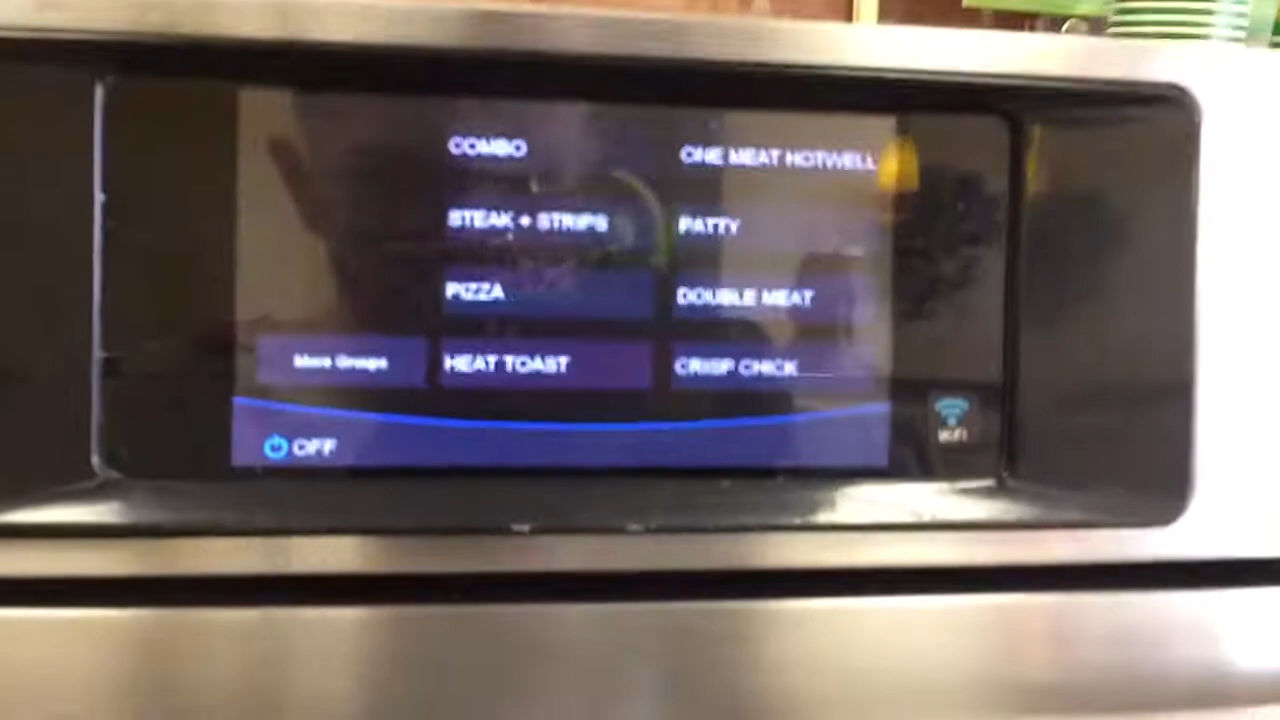 COMBO
ONE MEAT HOTWELL
STEAK + STRIPS
PATTY
PIZZA
DOUBLE MEAT
More Groups
HEAT TOAST
CRISP CHICK
OFF
WiFi